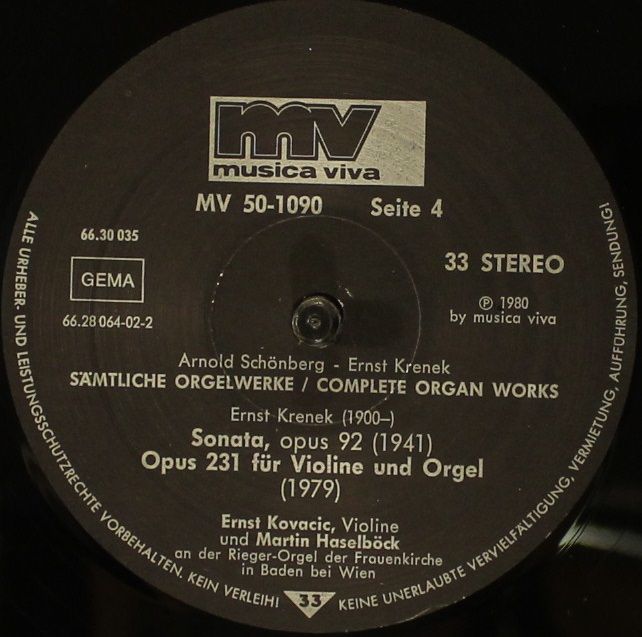 mv
musica viva
MV 50-1090 Seite 4
66.30 035
GEMA
66.28 064-02-2
33 STEREO
℗ 1980
by musica viva
Arnold Schönberg - Ernst Krenek
SÄMTLICHE ORGELWERKE / COMPLETE ORGAN WORKS
Ernst Krenek (1900-)
Sonata, opus 92 (1941)
Opus 231 für Violine und Orgel
(1979)
Ernst Kovacic, Violine
und Martin Haselböck
an der Rieger-Orgel der Frauenkirche
in Baden bei Wien
ALLE URHEBER- UND LEISTUNGSSCHUTZRECHTE VORBEHALTEN. KEIN VERLEIH! 33 KEINE UNERLAUBTE VERVIELFÄLTIGUNG, VERMIETUNG, AUFFÜHRUNG, SENDUNG!